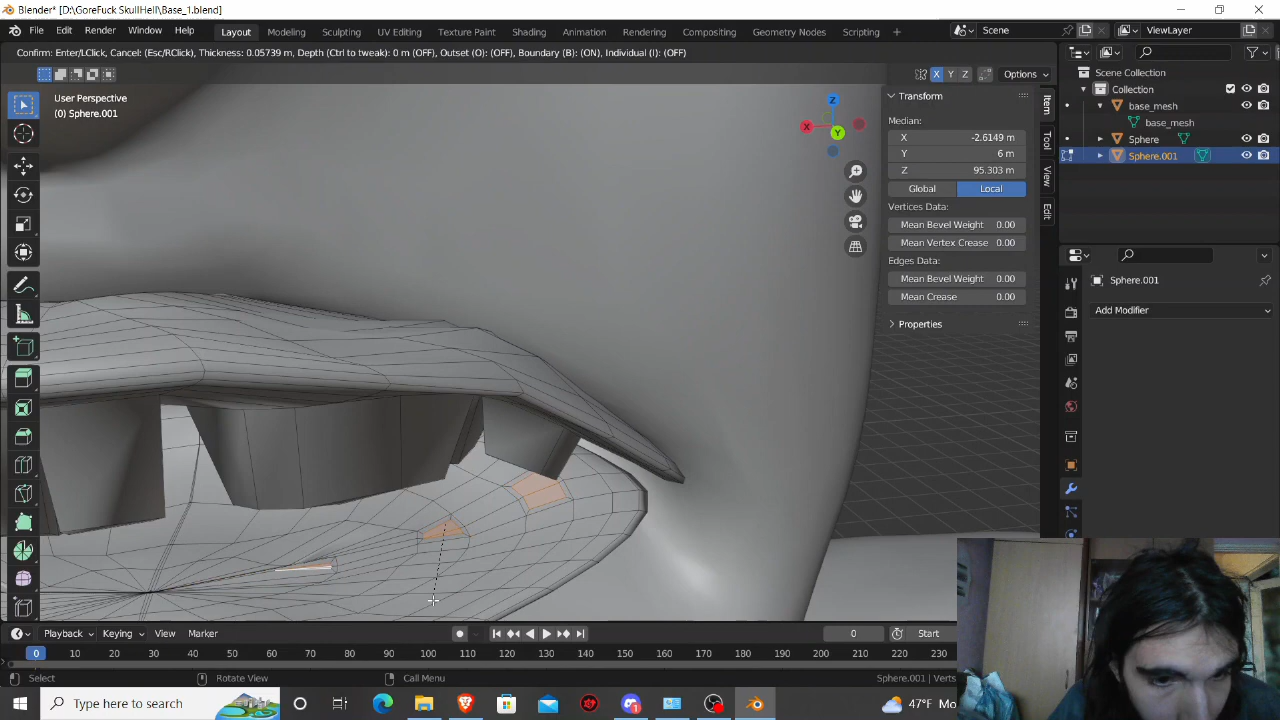 Blender* [D:\GoreFuck SkullHell\Base_1.blend]
File Edit Render Window Help Layout Modeling Sculpting UV Editing Texture Paint Shading Animation Rendering Compositing Geometry Nodes Scripting + Scene ViewLayer
Confirm: Enter/LClick, Cancel: (Esc/RClick), Thickness: 0.05739 m, Depth (Ctrl to tweak): 0 m (OFF), Outset (O): (OFF), Boundary (B): (ON), Individual (I): (OFF)
X Y Z Options
User Perspective
(0) Sphere.001
Z
X
Y
Transform
Median:
X -2.6149 m
Y 6 m
Z 95.303 m
Global Local
Vertices Data:
Mean Bevel Weight 0.00
Mean Vertex Crease 0.00
Edges Data:
Mean Bevel Weight 0.00
Mean Crease 0.00
Properties
Item
Tool
View
Edit
Scene Collection
Collection
base_mesh
base_mesh
Sphere
Sphere.001
Sphere.001
Add Modifier
Playback Keying View Marker 0 Start
0 10 20 30 40 50 60 70 80 90 100 110 120 130 140 150 160 170 180 190 200 210 220 230
Select Rotate View Call Menu Sphere.001 | Verts
Type here to search 1 47°F Mo